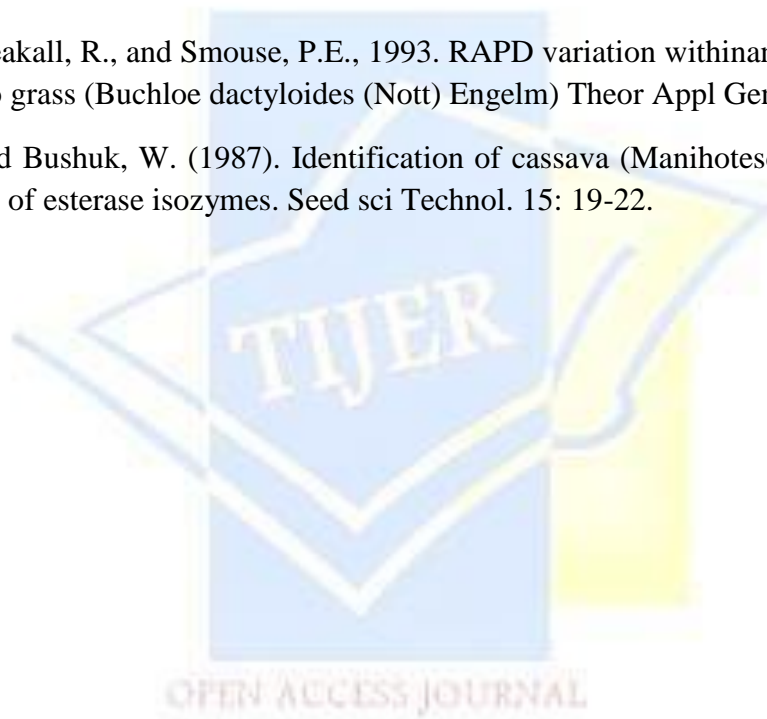 eakall, R., and Smouse, P.E., 1993. RAPD variation withinar
grass (Buchloe dactyloides (Nott) Engelm) Theor Appl Ger
d Bushuk, W. (1987). Identification of cassava (Manihotes
of esterase isozymes. Seed sci Technol. 15: 19-22.
TIJER
OPEN ACCESS JOURNAL